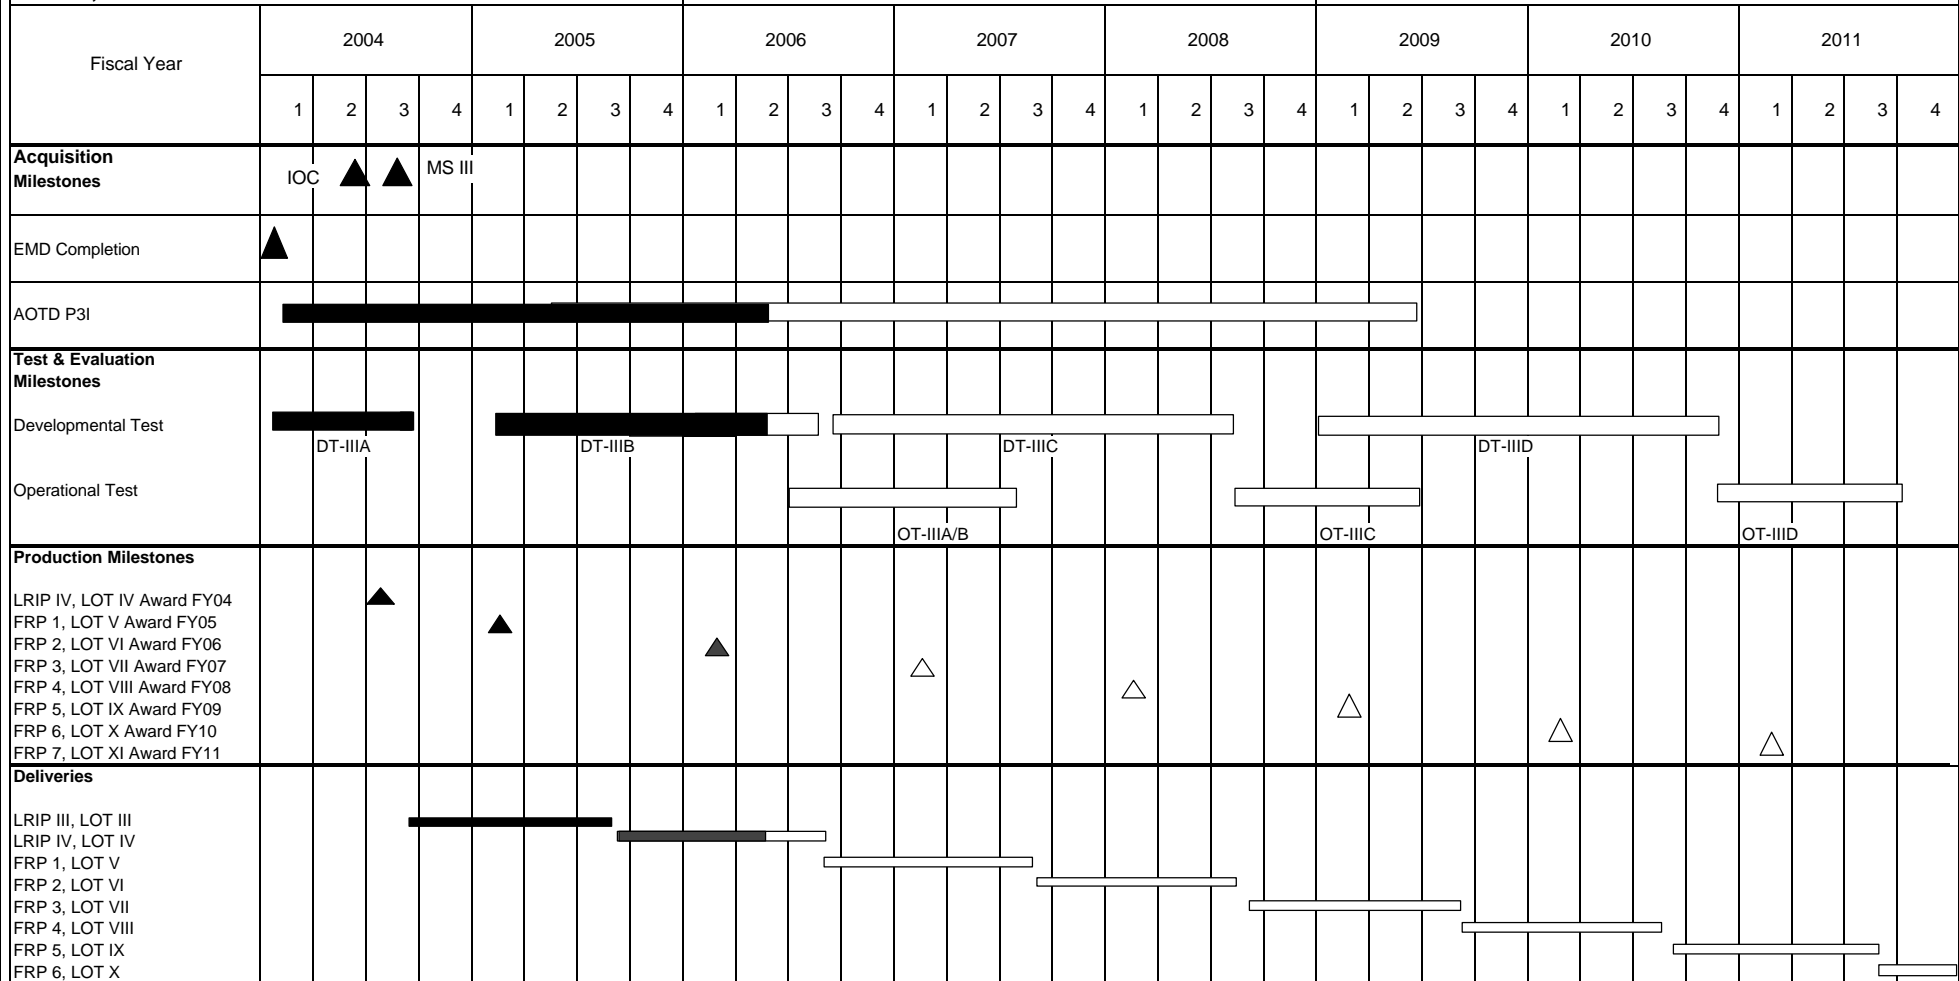 Fiscal Year
2004 2005 2006 2007 2008 2009 2010 2011
1 2 3 4 1 2 3 4 1 2 3 4 1 2 3 4 1 2 3 4 1 2 3 4 1 2 3 4 1 2 3 4
Acquisition
Milestones
IOC MS III
EMD Completion
AOTD P3I
Test & Evaluation
Milestones
Developmental Test
DT-IIIA DT-IIIB DT-IIIC DT-IIID
Operational Test
OT-IIIA/B OT-IIIC OT-IIID
Production Milestones
LRIP IV, LOT IV Award FY04
FRP 1, LOT V Award FY05
FRP 2, LOT VI Award FY06
FRP 3, LOT VII Award FY07
FRP 4, LOT VIII Award FY08
FRP 5, LOT IX Award FY09
FRP 6, LOT X Award FY10
FRP 7, LOT XI Award FY11
Deliveries
LRIP III, LOT III
LRIP IV, LOT IV
FRP 1, LOT V
FRP 2, LOT VI
FRP 3, LOT VII
FRP 4, LOT VIII
FRP 5, LOT IX
FRP 6, LOT X